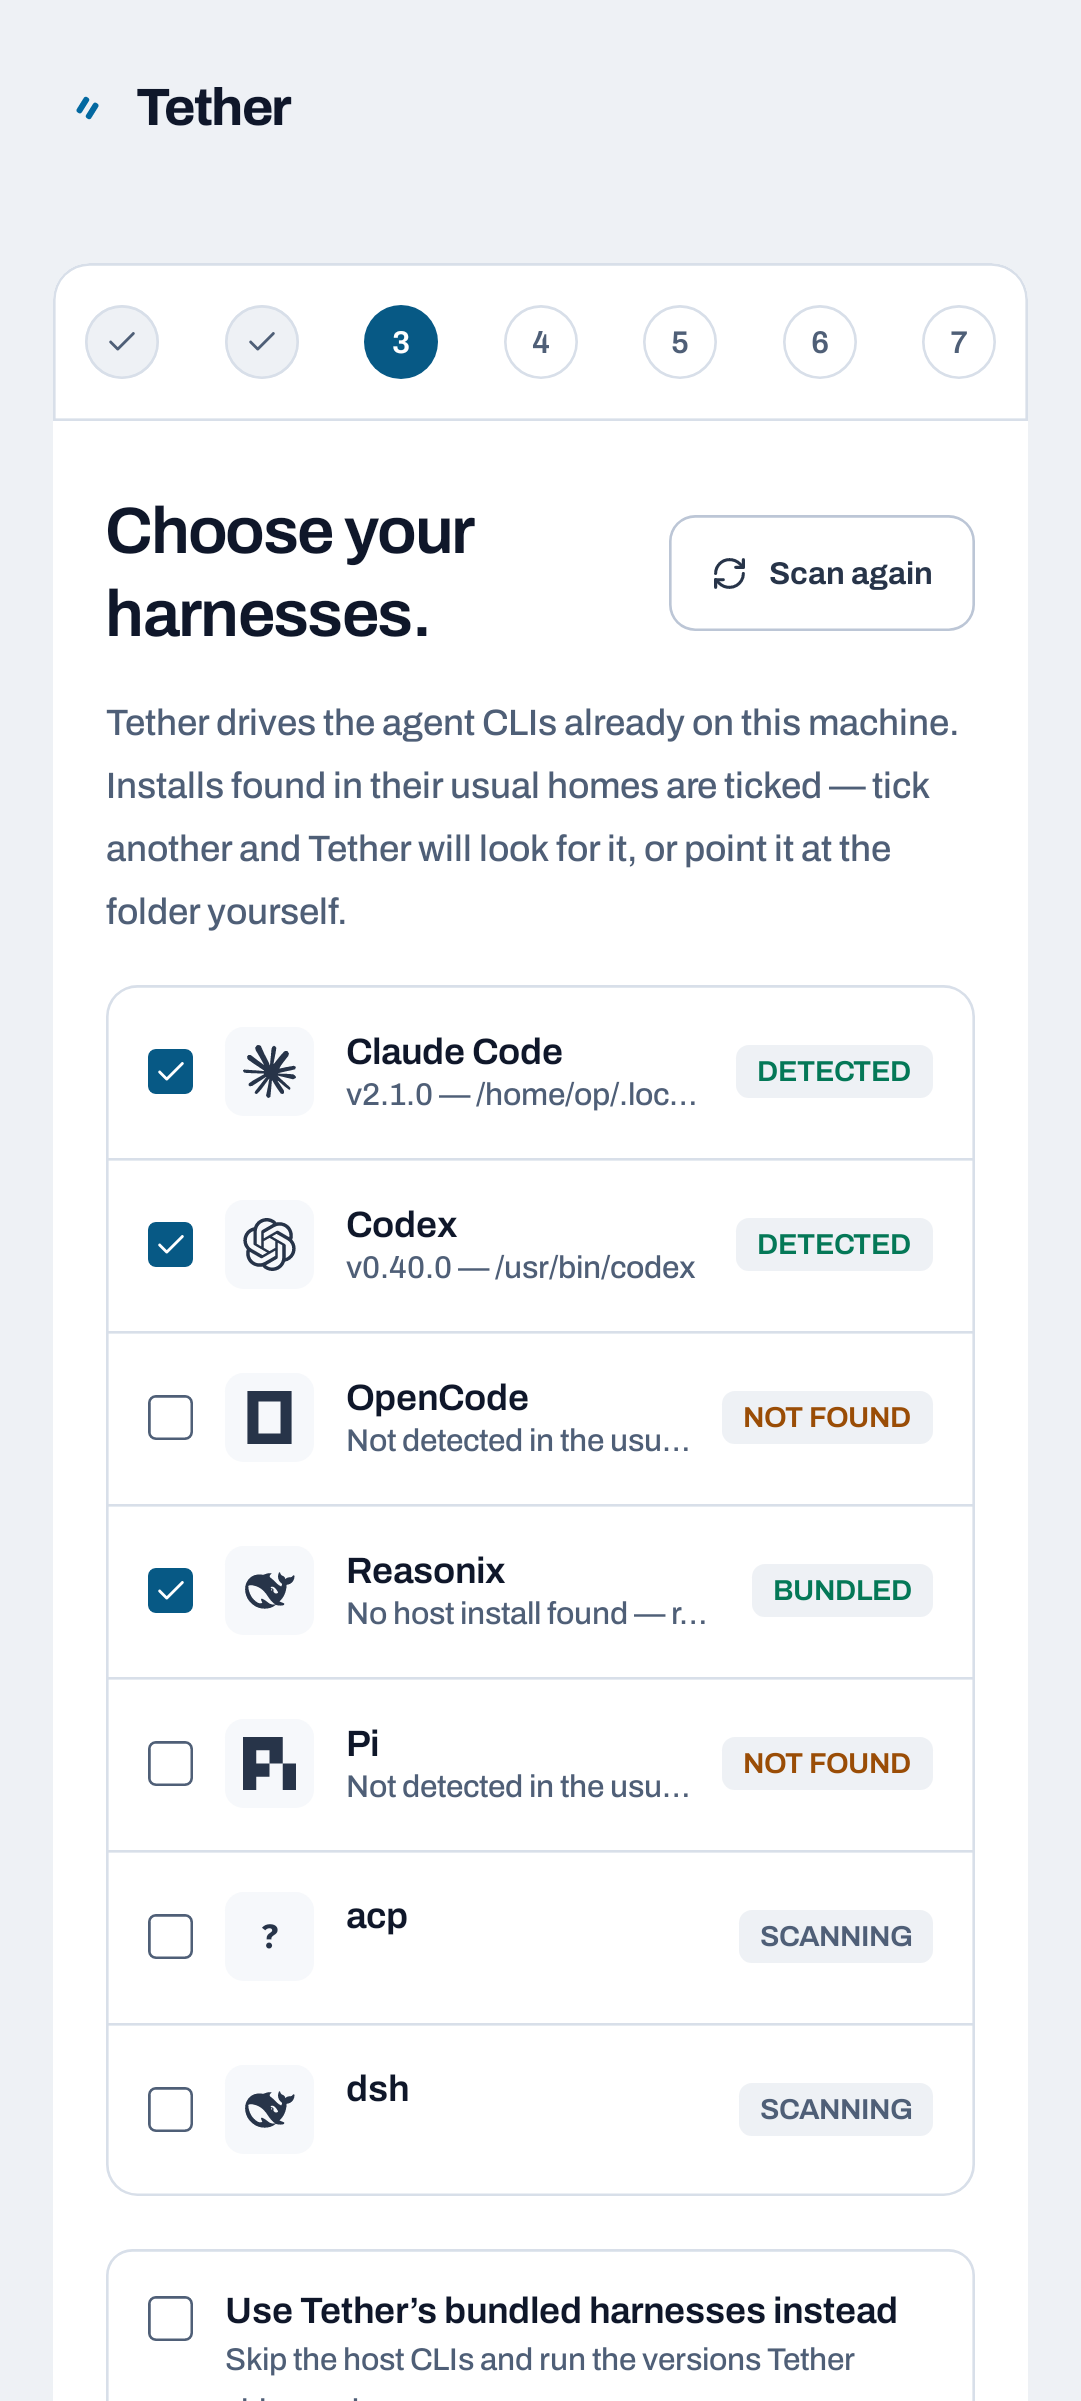 Tether
3
4
5
6
7
Choose your
harnesses.
Scan again
Tether drives the agent CLIs already on this machine.
Installs found in their usual homes are ticked — tick
another and Tether will look for it, or point it at the
folder yourself.
Claude Code
v2.1.0 — /home/op/.loc...
DETECTED
Codex
v0.40.0 — /usr/bin/codex
DETECTED
OpenCode
Not detected in the usu...
NOT FOUND
Reasonix
No host install found — r...
BUNDLED
Pi
Not detected in the usu...
NOT FOUND
?
acp
SCANNING
dsh
SCANNING
Use Tether’s bundled harnesses instead
Skip the host CLIs and run the versions Tether